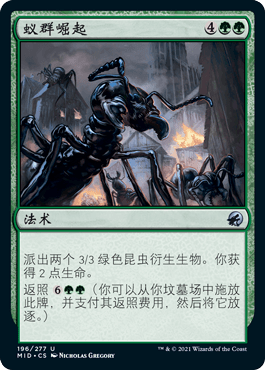 蚁群崛起 4
法术
派出两个 3/3 绿色昆虫衍生生物。你获
得 2 点生命。
返照 6（你可以从你坟墓场中施放
此牌，并支付其返照费用，然后将它放
逐。）
196/277 U
MID • CS NICHOLAS GREGORY
™ & © 2021 Wizards of the Coast